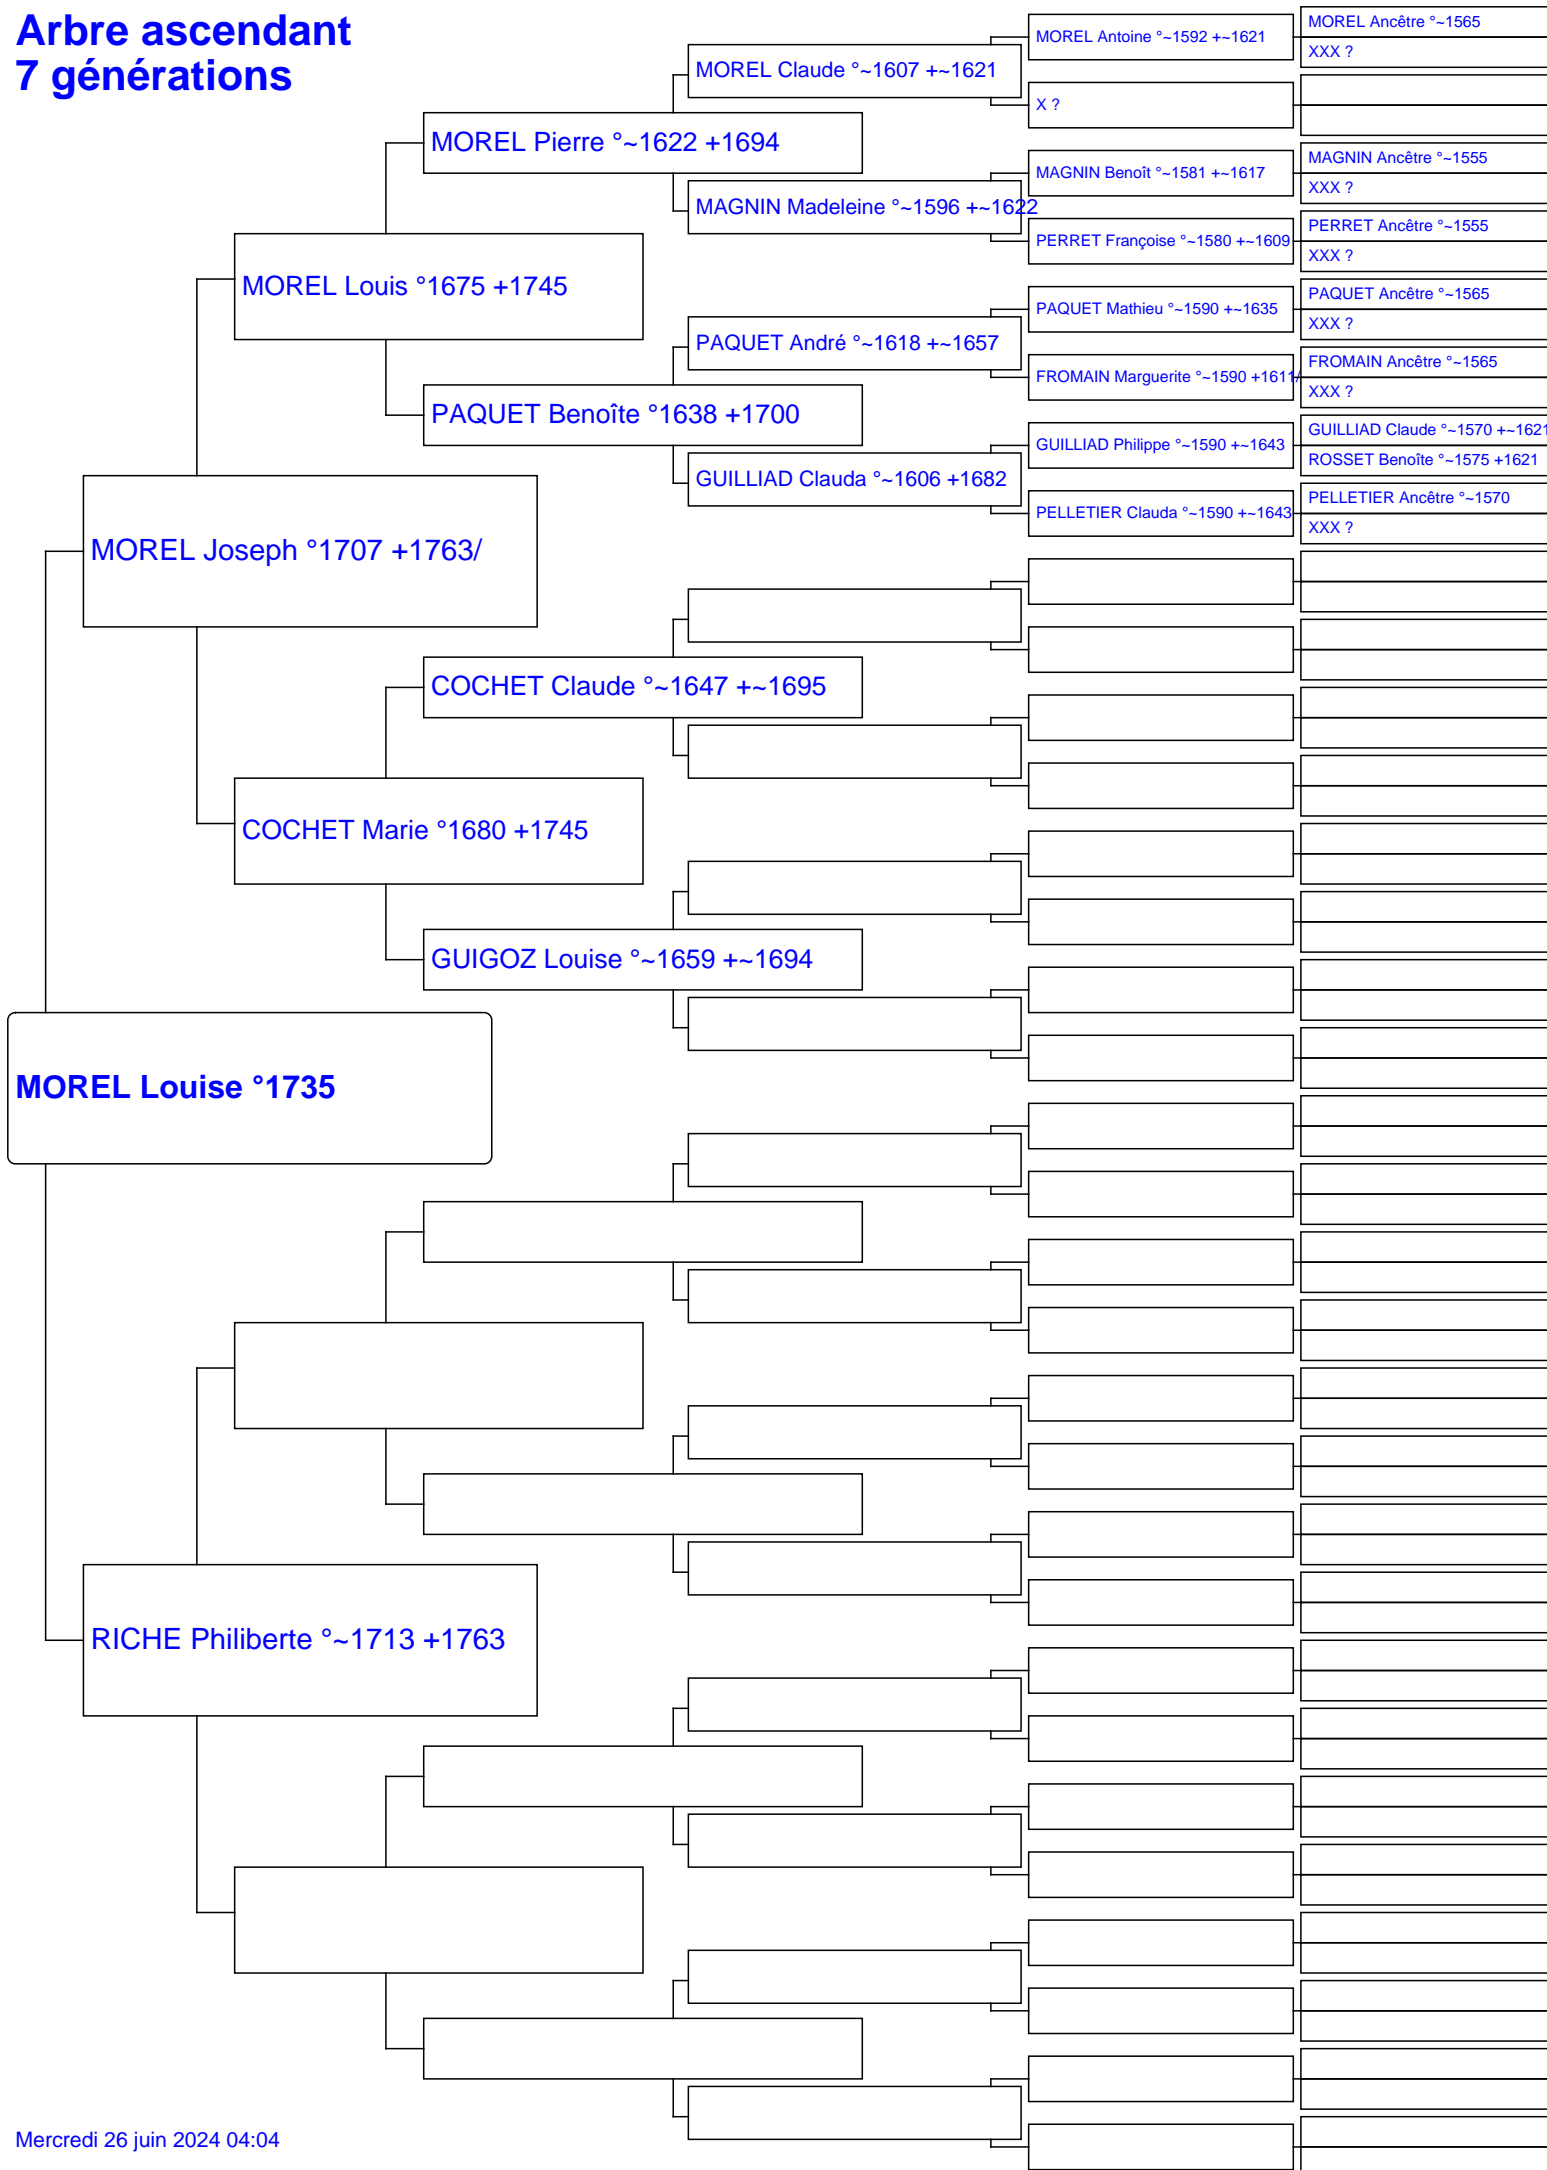 Arbre ascendant
7 générations
MOREL Ancêtre °~1565
MOREL Antoine °~1592 +~1621
XXX ?
MOREL Claude °~1607 +~1621
X ?
MOREL Pierre °~1622 +1694
MAGNIN Ancêtre °~1555
MAGNIN Benoît °~1581 +~1617
XXX ?
MAGNIN Madeleine °~1596 +~1622
PERRET Ancêtre °~1555
PERRET Françoise °~1580 +~1609
XXX ?
MOREL Louis °1675 +1745
PAQUET Ancêtre °~1565
PAQUET Mathieu °~1590 +~1635
XXX ?
PAQUET André °~1618 +~1657
FROMAIN Ancêtre °~1565
FROMAIN Marguerite °~1590 +1611/
XXX ?
PAQUET Benoîte °1638 +1700
GUILLIAD Claude °~1570 +~1621
GUILLIAD Philippe °~1590 +~1643
ROSSET Benoîte °~1575 +1621
GUILLIAD Clauda °~1606 +1682
PELLETIER Ancêtre °~1570
PELLETIER Clauda °~1590 +~1643
XXX ?
MOREL Joseph °1707 +1763/
COCHET Claude °~1647 +~1695
COCHET Marie °1680 +1745
GUIGOZ Louise °~1659 +~1694
MOREL Louise °1735
RICHE Philiberte °~1713 +1763
Mercredi 26 juin 2024 04:04